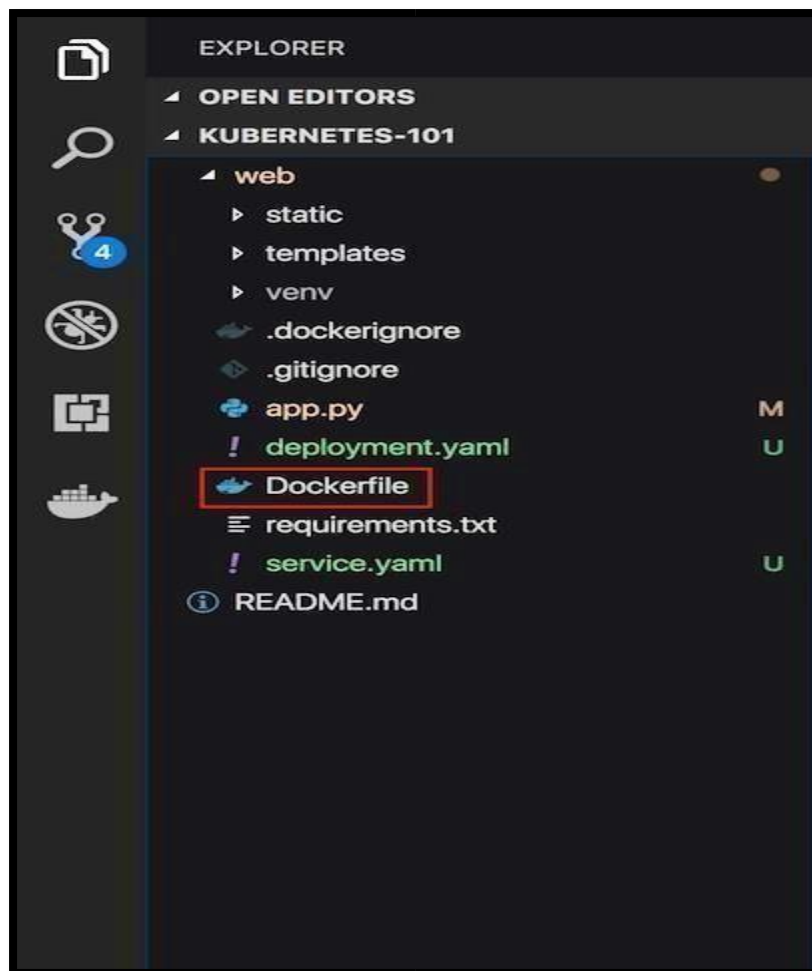 EXPLORER
OPEN EDITORS
KUBERNETES-101
web
static
templates
venv
4
.dockerignore
.gitignore
app.py M
deployment.yaml U
Dockerfile
requirements.txt
service.yaml U
README.md